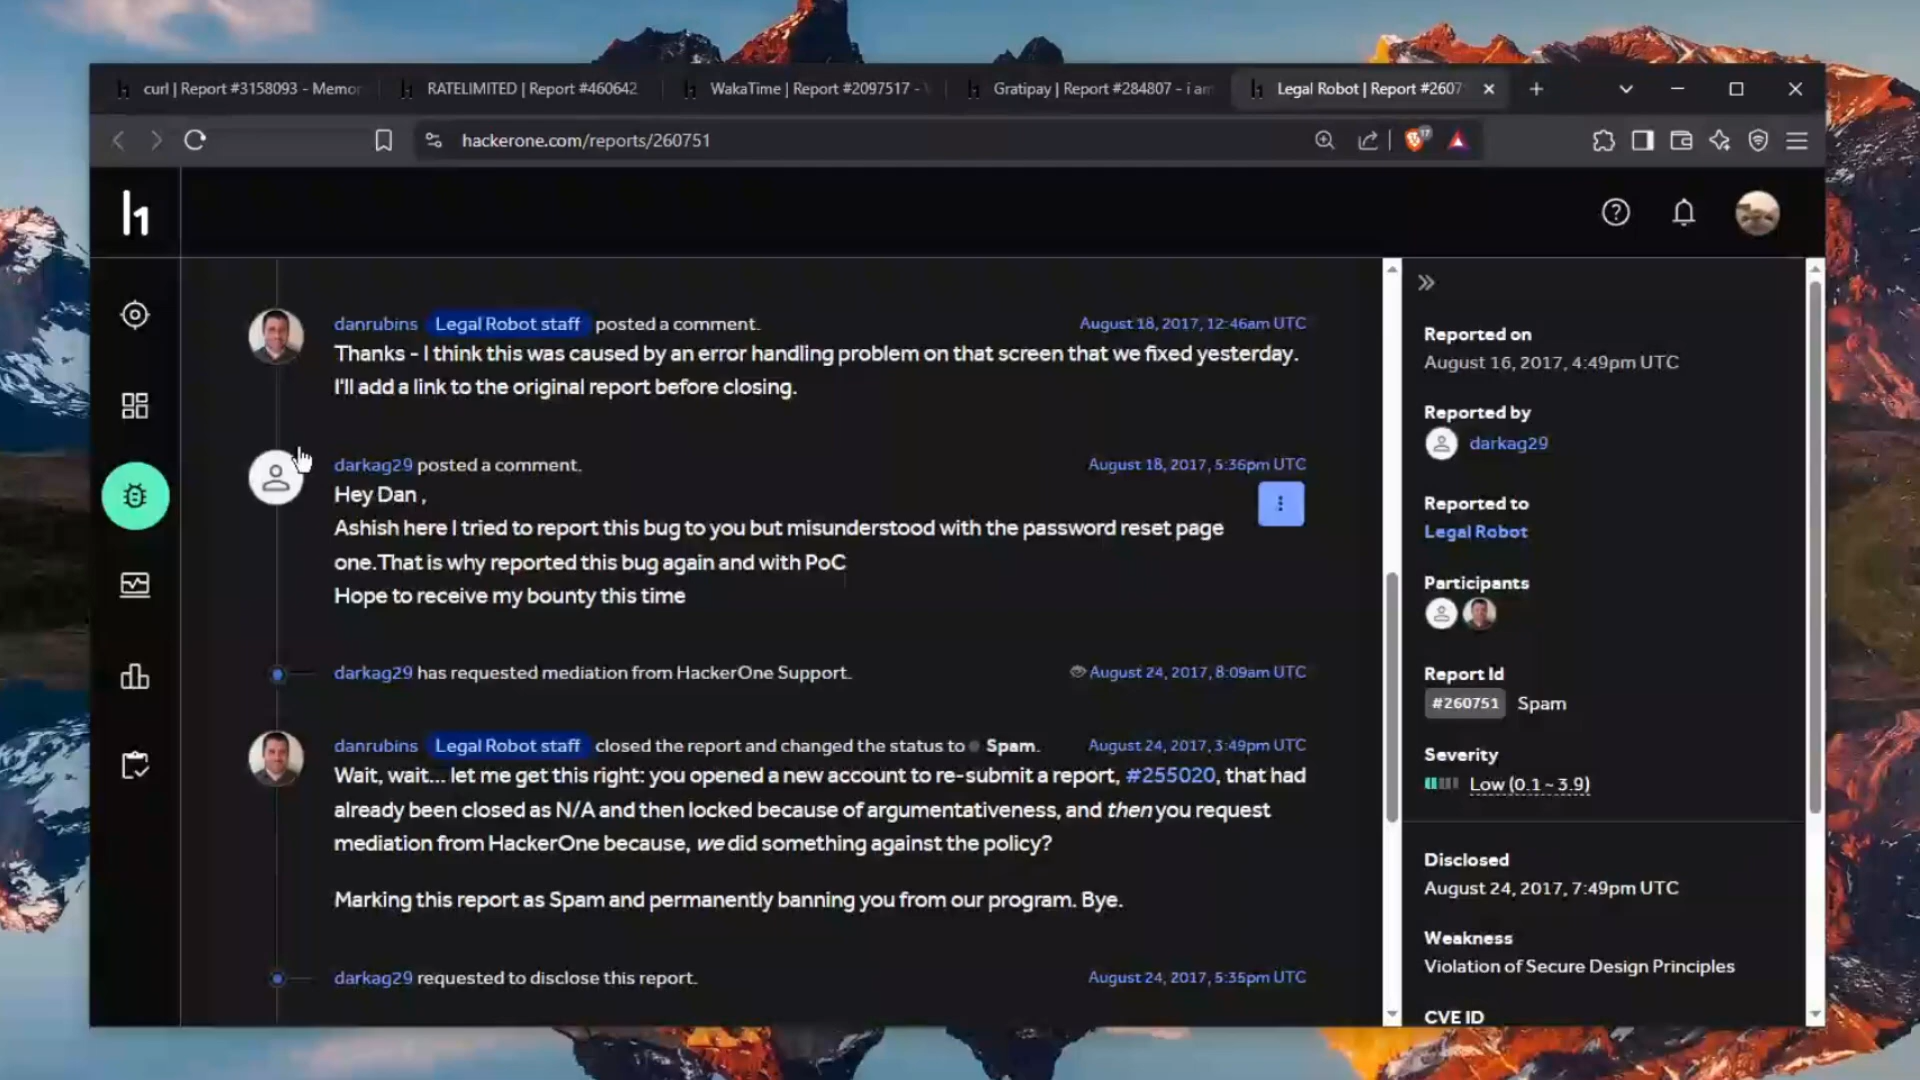 curl | Report #3158093 - Memor
RATELIMITED | Report #460642
WakaTime | Report #2097517 -
Gratipay | Report #284807 - i am
Legal Robot | Report #2607
hackerone.com/reports/260751
17
h1
danrubins Legal Robot staff posted a comment. August 18, 2017, 12:46am UTC
Thanks - I think this was caused by an error handling problem on that screen that we fixed yesterday.
I'll add a link to the original report before closing.
darkag29 posted a comment. August 18, 2017, 5:36pm UTC
Hey Dan ,
Ashish here I tried to report this bug to you but misunderstood with the password reset page
one.That is why reported this bug again and with PoC
Hope to receive my bounty this time
darkag29 has requested mediation from HackerOne Support. August 24, 2017, 8:09am UTC
danrubins Legal Robot staff closed the report and changed the status to Spam. August 24, 2017, 3:49pm UTC
Wait, wait... let me get this right: you opened a new account to re-submit a report, #255020, that had
already been closed as N/A and then locked because of argumentativeness, and then you request
mediation from HackerOne because, we did something against the policy?
Marking this report as Spam and permanently banning you from our program. Bye.
darkag29 requested to disclose this report. August 24, 2017, 5:35pm UTC
Reported on
August 16, 2017, 4:49pm UTC
Reported by
darkag29
Reported to
Legal Robot
Participants
Report Id
#260751 Spam
Severity
Low (0.1 ~ 3.9)
Disclosed
August 24, 2017, 7:49pm UTC
Weakness
Violation of Secure Design Principles
CVE ID